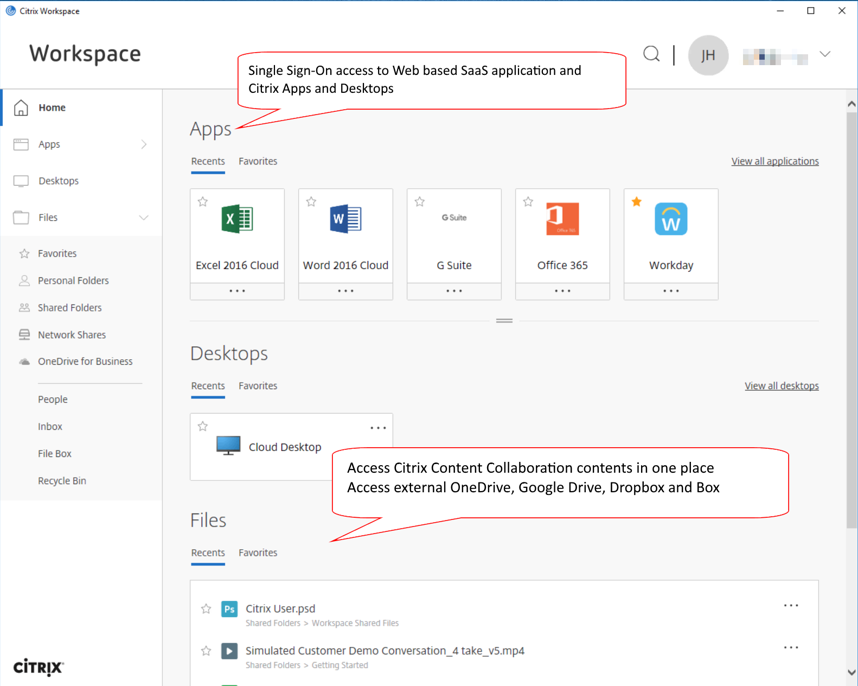 Citrix Workspace
Workspace
JH
Single Sign-On access to Web based SaaS application and
Citrix Apps and Desktops
Home
Apps
Desktops
Files
Favorites
Personal Folders
Shared Folders
Network Shares
OneDrive for Business
People
Inbox
File Box
Recycle Bin
CİTRİX
Apps
Recents Favorites View all applications
X W G Suite Office 365 W
Excel 2016 Cloud Word 2016 Cloud G Suite Office 365 Workday
Desktops
Recents Favorites View all desktops
Cloud Desktop
Access Citrix Content Collaboration contents in one place
Access external OneDrive, Google Drive, Dropbox and Box
Files
Recents Favorites
Ps Citrix User.psd
Shared Folders > Workspace Shared Files
Simulated Customer Demo Conversation_4 take_v5.mp4
Shared Folders > Getting Started